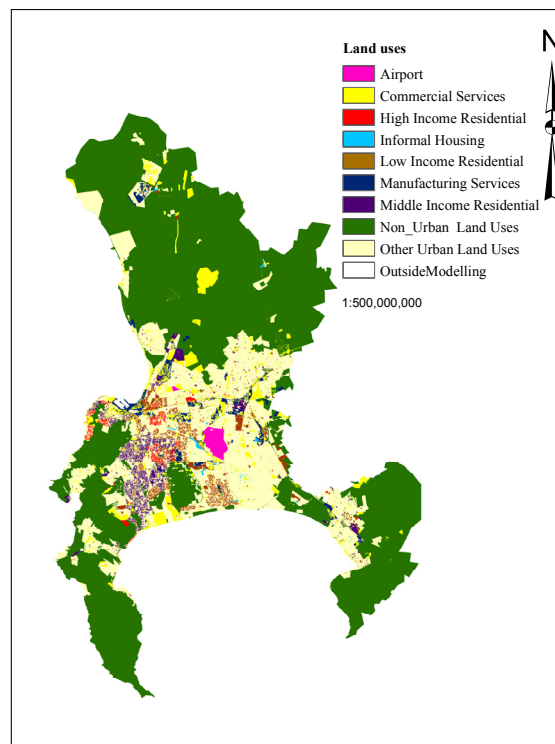 N
Land uses
Airport
Commercial Services
High Income Residential
Informal Housing
Low Income Residential
Manufacturing Services
Middle Income Residential
Non_Urban Land Uses
Other Urban Land Uses
OutsideModelling
1:500,000,000